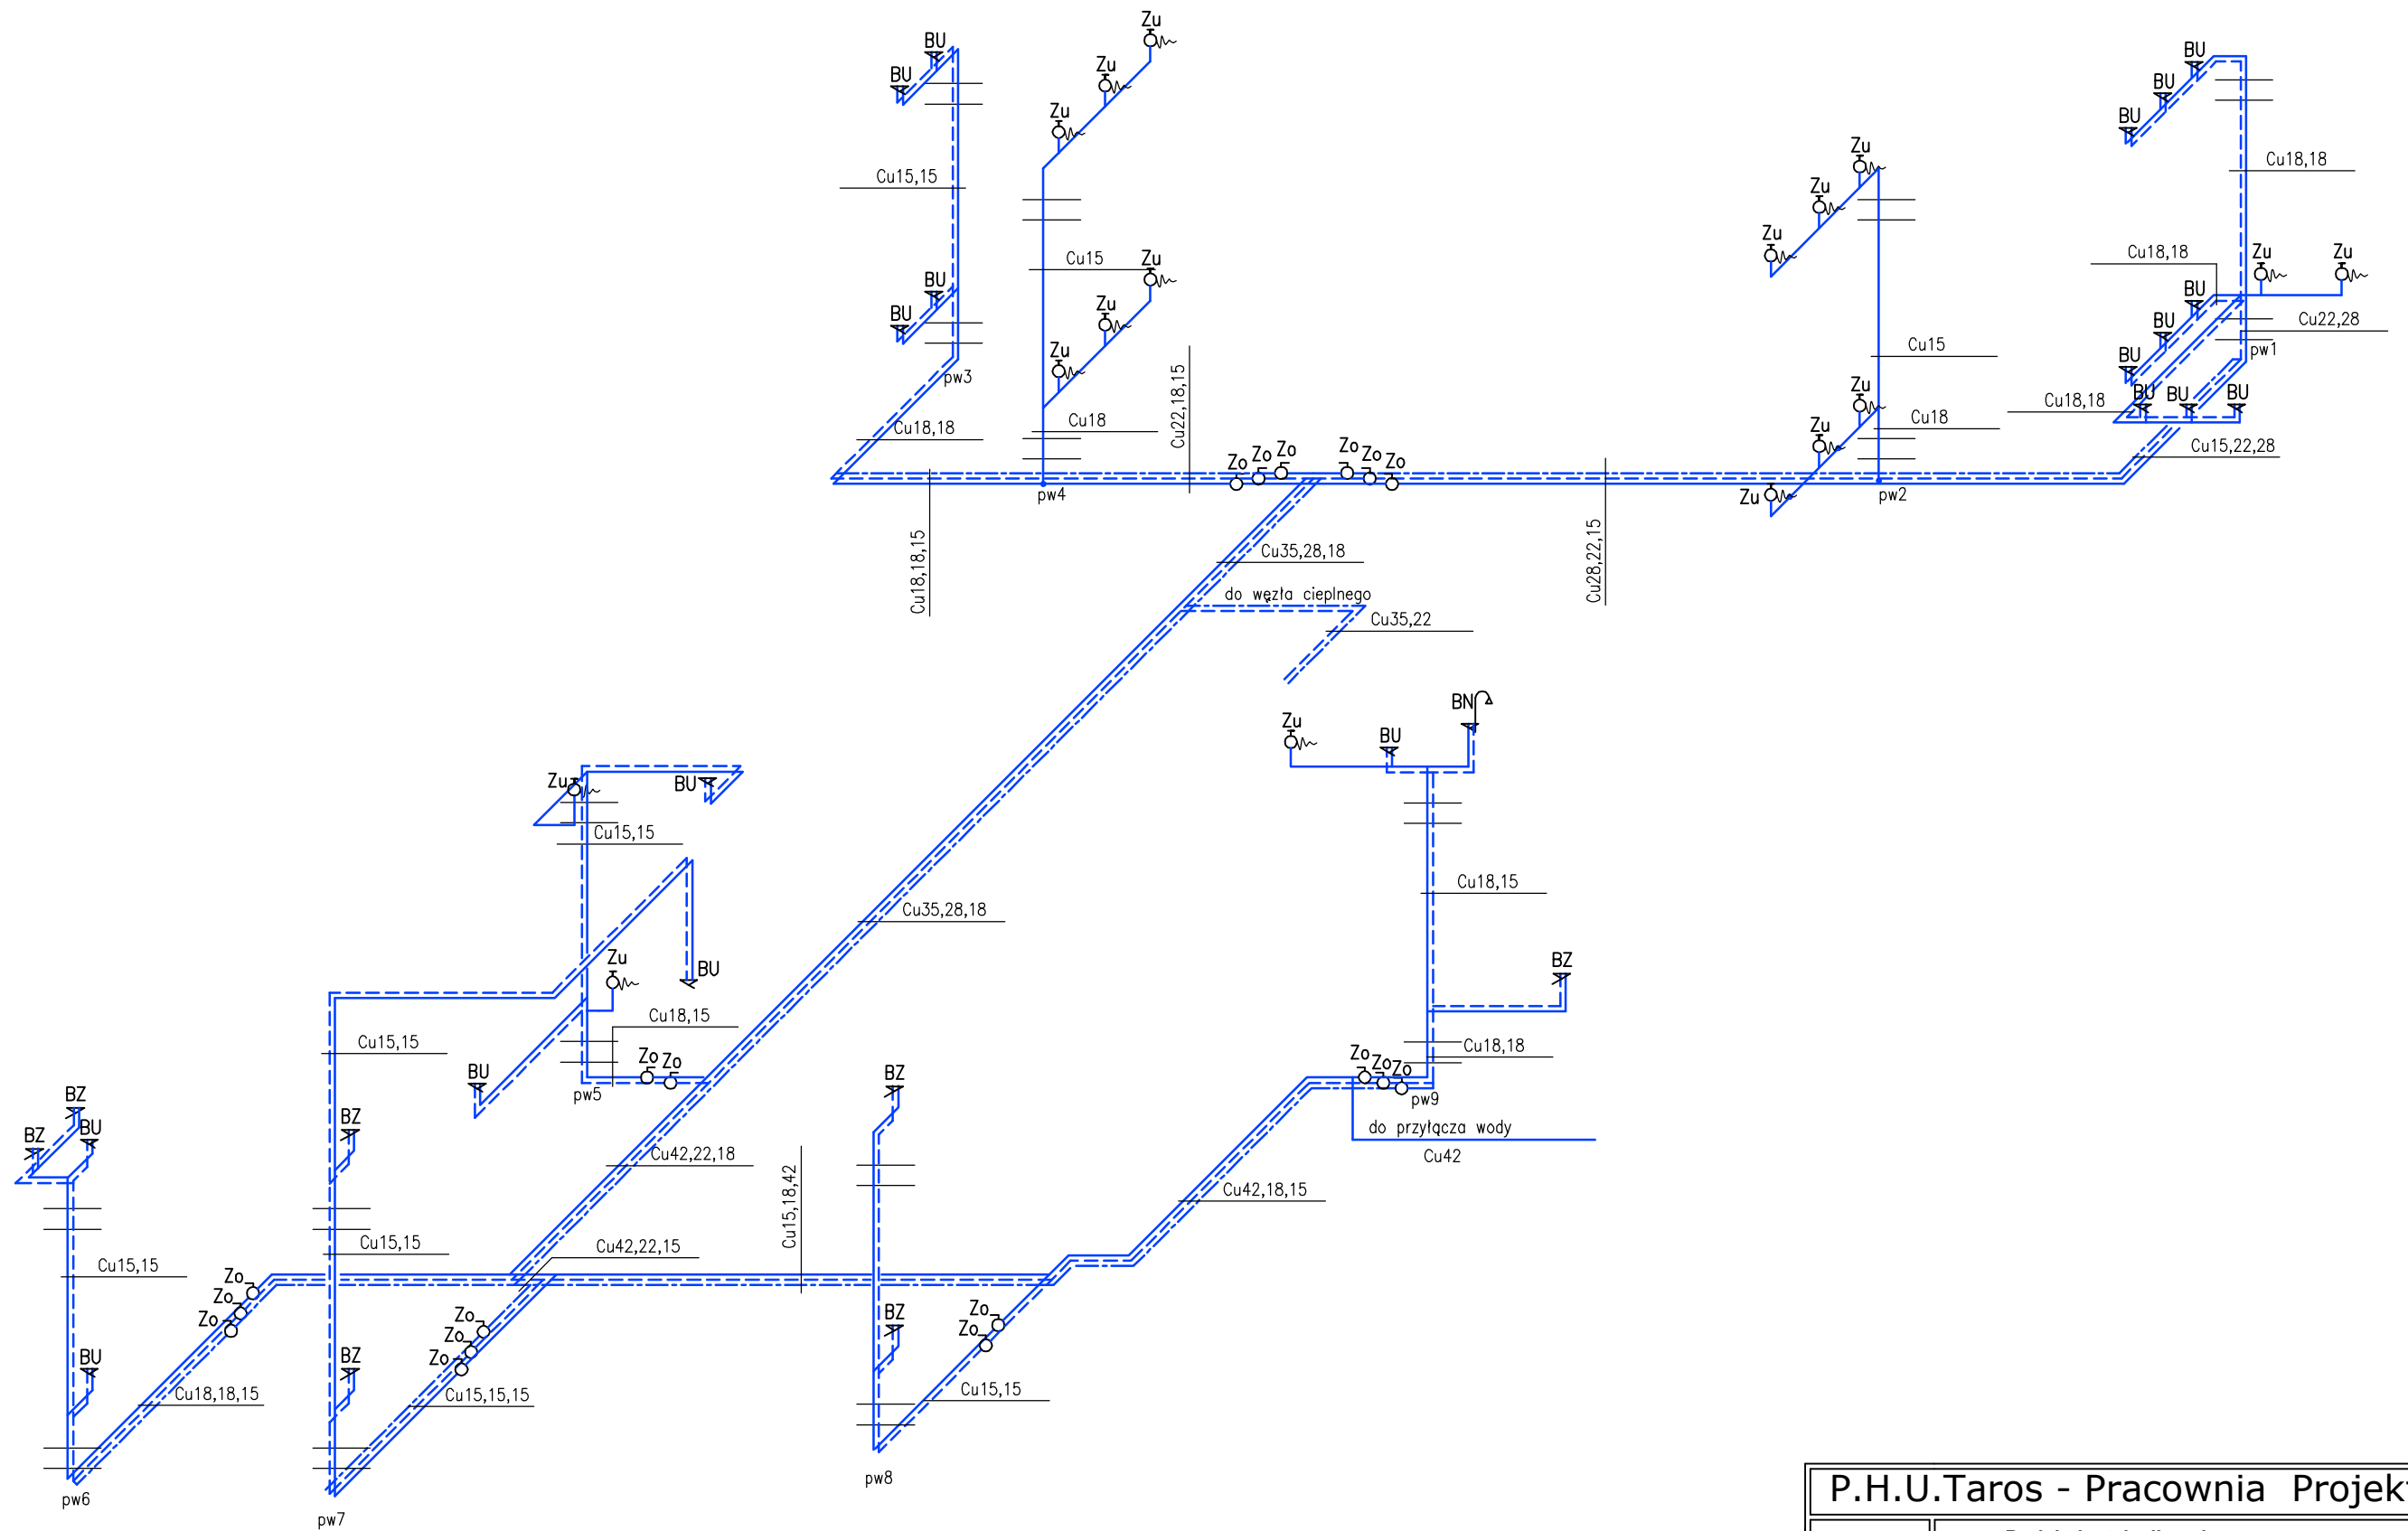 Zu
BU
BU
Zu
BU
BU
Zu
BU
Cu15,15
Zu
Zu
Zu
Cu18,18
Cu15
Zu
BU
BU
Zu
Zu
Cu18,18
Zu
Zu
BU
BU
BU
Cu22,28
pw1
pw3
Cu22,18,15
Cu15
Cu18
Zu
Zu
Cu18
Cu18,18
BU
BU
BU
Cu18,18
Cu15,22,28
Zo
Zo
Zo
Zo
Zo
Zo
pw4
Zu
pw2
Cu18,18,15
Cu35,28,18
Cu28,22,15
do węzła cieplnego
Cu35,22
BN
Zu
BU
Zu
BU
Cu15,15
Cu18,15
Cu35,28,18
Zu
BU
BZ
Cu18,15
Cu15,15
Cu18,18
Zo
Zo
Zo
Zo
Zo
BU
pw5
BZ
pw9
BZ
BZ
BU
BZ
do przyłącza wody
Cu42
Cu42,22,18
Cu15,18,42
Cu42,18,15
Cu15,15
Cu42,22,15
Cu15,15
Zo
Zo
Zo
Zo
Zo
Zo
BZ
Zo
Zo
BU
BZ
Cu18,18,15
Cu15,15,15
Cu15,15
pw8
pw6
pw7
P.H.U.Taros - Pracownia Projekt